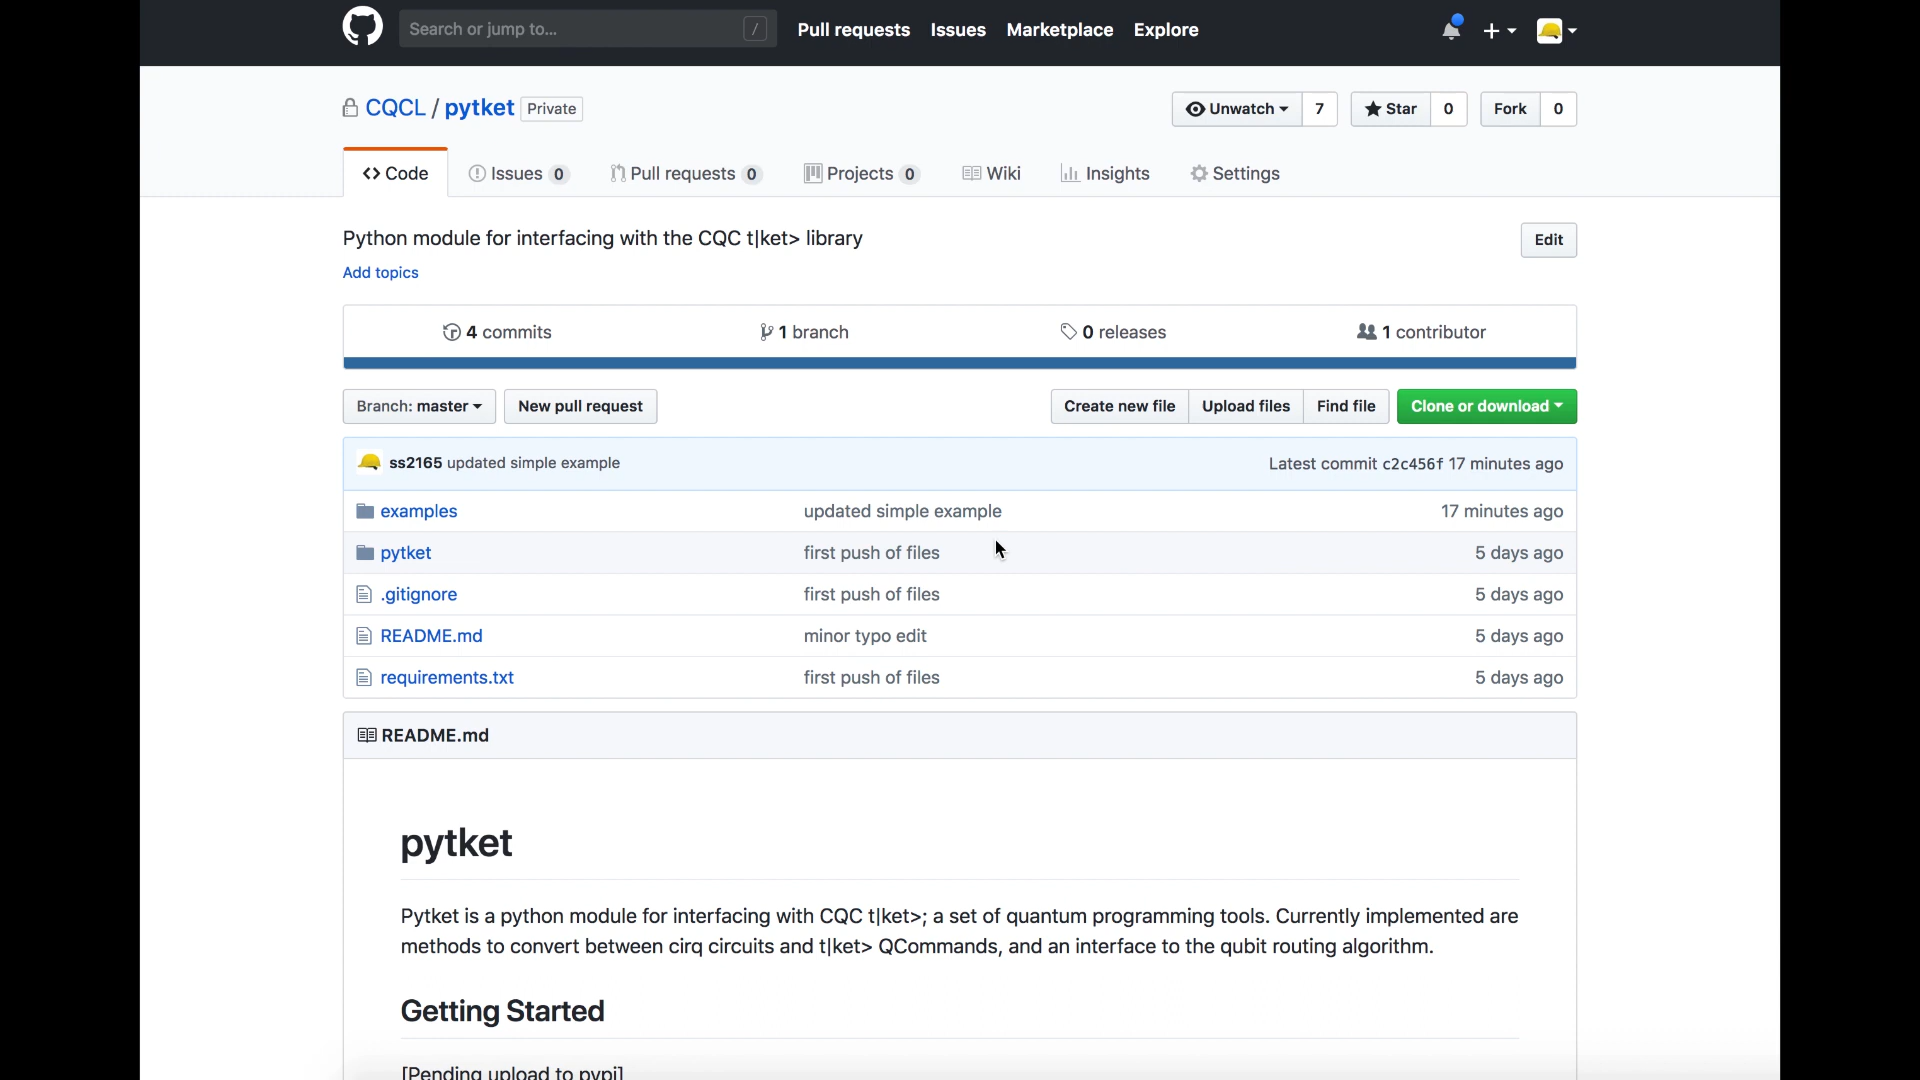 Search or jump to... / Pull requests Issues Marketplace Explore
CQCL / pytket Private Unwatch 7 Star 0 Fork 0
Code Issues 0 Pull requests 0 Projects 0 Wiki Insights Settings
Python module for interfacing with the CQC t|ket> library Edit
Add topics
4 commits 1 branch 0 releases 1 contributor
Branch: master New pull request Create new file Upload files Find file Clone or download
ss2165 updated simple example Latest commit c2c456f 17 minutes ago
examples updated simple example 17 minutes ago
pytket first push of files 5 days ago
.gitignore first push of files 5 days ago
README.md minor typo edit 5 days ago
requirements.txt first push of files 5 days ago
README.md
pytket
Pytket is a python module for interfacing with CQC t|ket>; a set of quantum programming tools. Currently implemented are
methods to convert between cirq circuits and t|ket> QCommands, and an interface to the qubit routing algorithm.
Getting Started
[Pending upload to pypi]